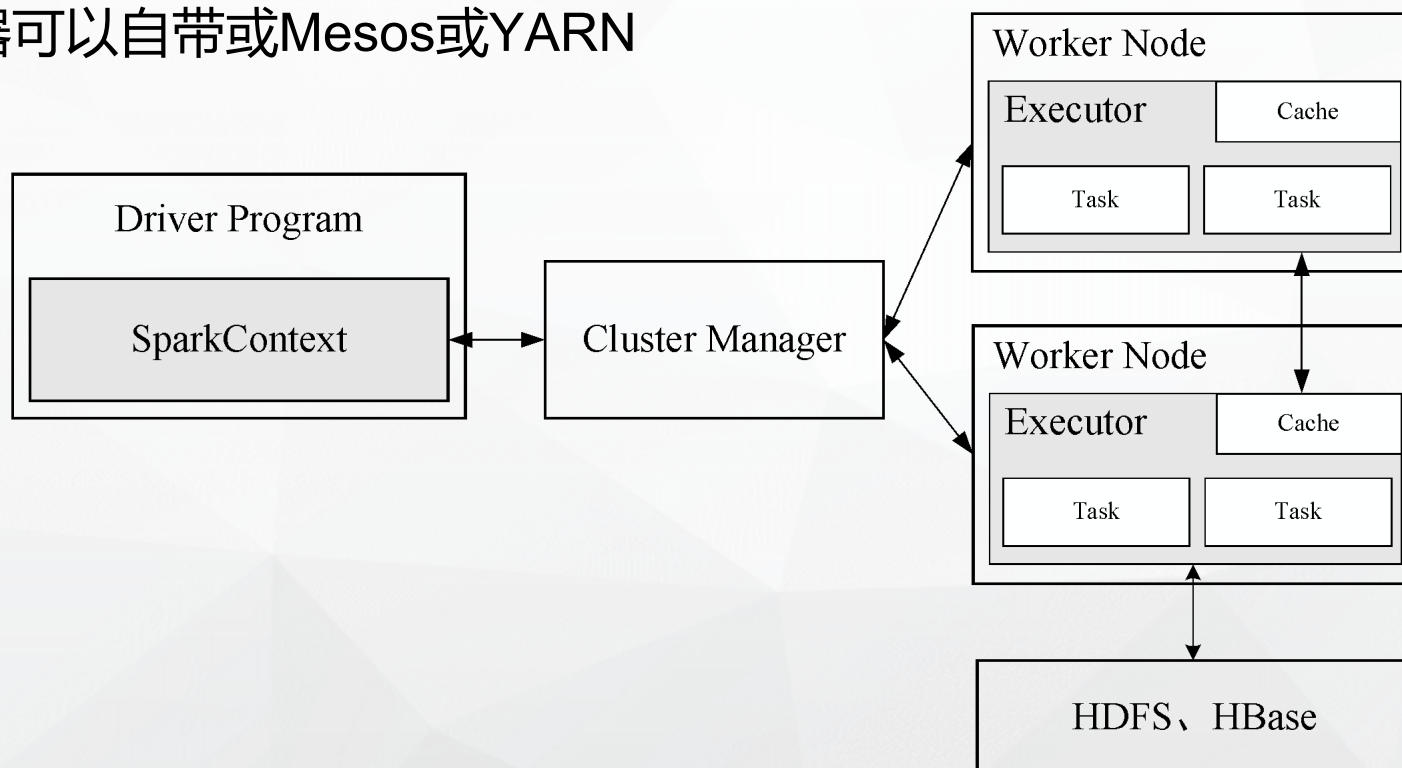 器可以自带或Mesos或YARN
Driver Program
SparkContext
Cluster Manager
Worker Node
Executor
Cache
Task
Task
Worker Node
Executor
Cache
Task
Task
HDFS、HBase